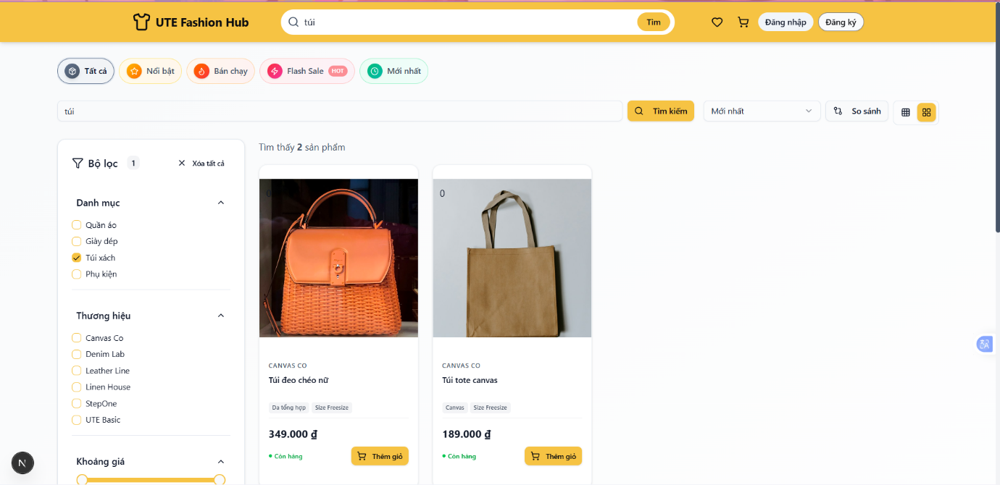 UTE Fashion Hub
túi
Tìm
Đăng nhập
Đăng ký
Tất cả
Nổi bật
Bán chạy
Flash Sale HOT
Mới nhất
túi
Tìm kiếm
Mới nhất
So sánh
Bộ lọc 1
Xóa tất cả
Tìm thấy 2 sản phẩm
Danh mục
Quần áo
Giày dép
Túi xách
Phụ kiện
Thương hiệu
Canvas Co
Denim Lab
Leather Line
Linen House
StepOne
UTE Basic
Khoảng giá
N
0
CANVAS CO
Túi đeo chéo nữ
Da tổng hợp Size Freesize
349.000 ₫
Còn hàng
Thêm giỏ
0
CANVAS CO
Túi tote canvas
Canvas Size Freesize
189.000 ₫
Còn hàng
Thêm giỏ